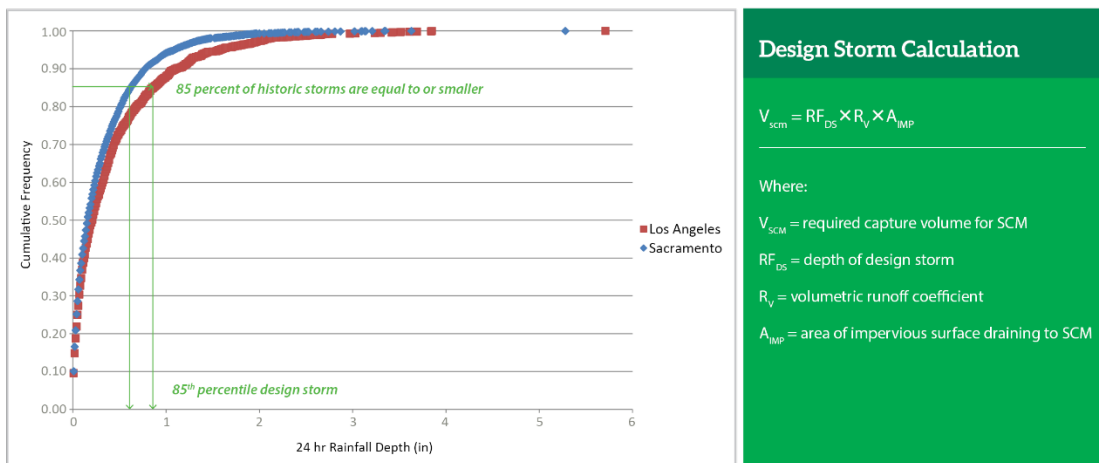 1.00
0.90
0.80
0.70
0.60
0.50
0.40
0.30
0.20
0.10
0.00
Cumulative Frequency
85 percent of historic storms are equal to or smaller
85th percentile design storm
0 1 2 3 4 5 6
24 hr Rainfall Depth (in)
Los Angeles
Sacramento
Design Storm Calculation
Vscm = RFDS × RV × AIMP
Where:
VSCM = required capture volume for SCM
RFDS = depth of design storm
RV = volumetric runoff coefficient
AIMP = area of impervious surface draining to SCM